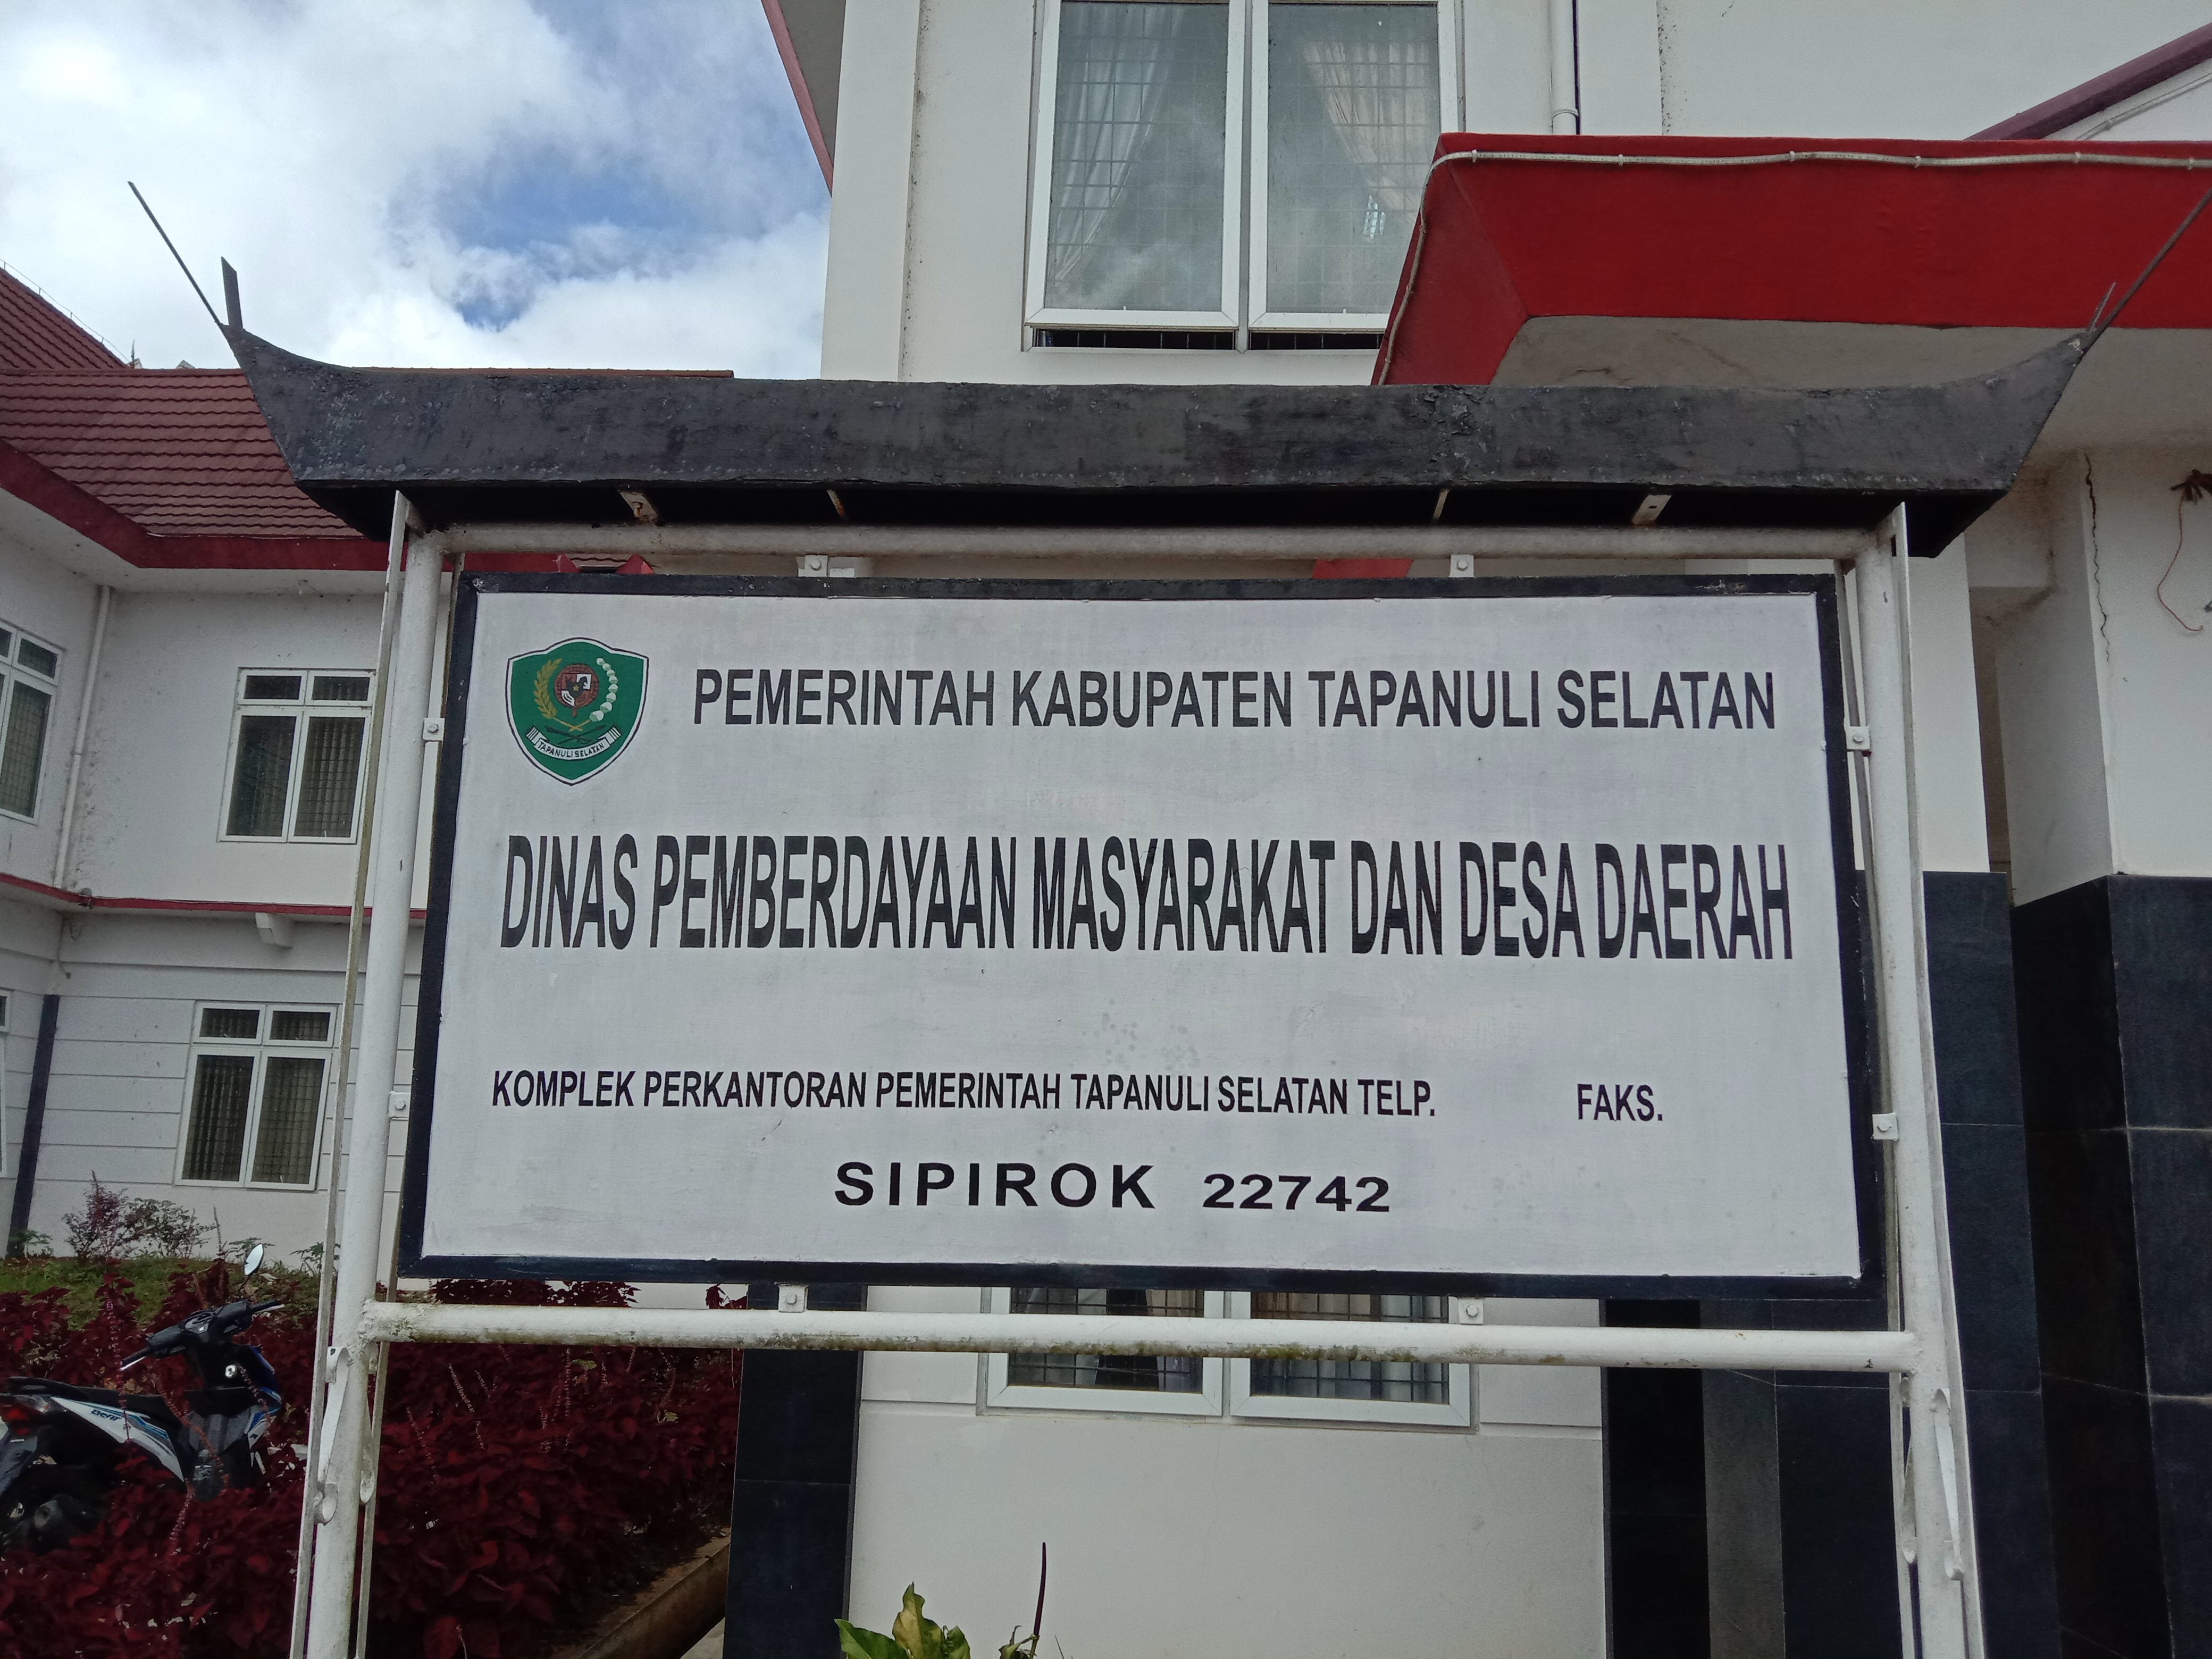 PEMERINTAH KABUPATEN TAPANULI SELATAN
TAPANULI SELATAN
DINAS PEMBERDAYAAN MASYARAKAT DAN DESA DAERAH
KOMPLEK PERKANTORAN PEMERINTAH TAPANULI SELATAN TELP. FAKS.
SIPIROK 22742
BeAT